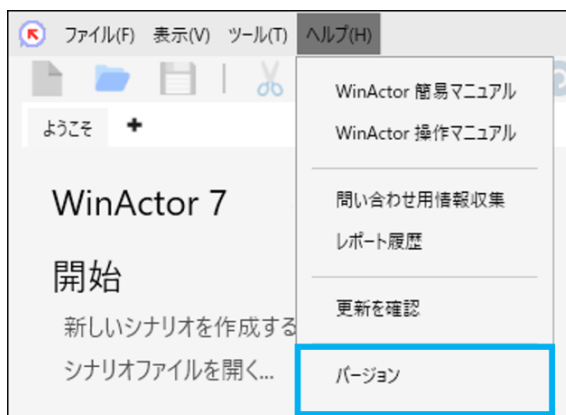 ファイル(F) 表示(V) ツール(T) ヘルプ(H)
ようこそ +
WinActor 7
開始
新しいシナリオを作成する
シナリオファイルを開く...
WinActor 簡易マニュアル
WinActor 操作マニュアル
問い合わせ用情報収集
レポート履歴
更新を確認
バージョン